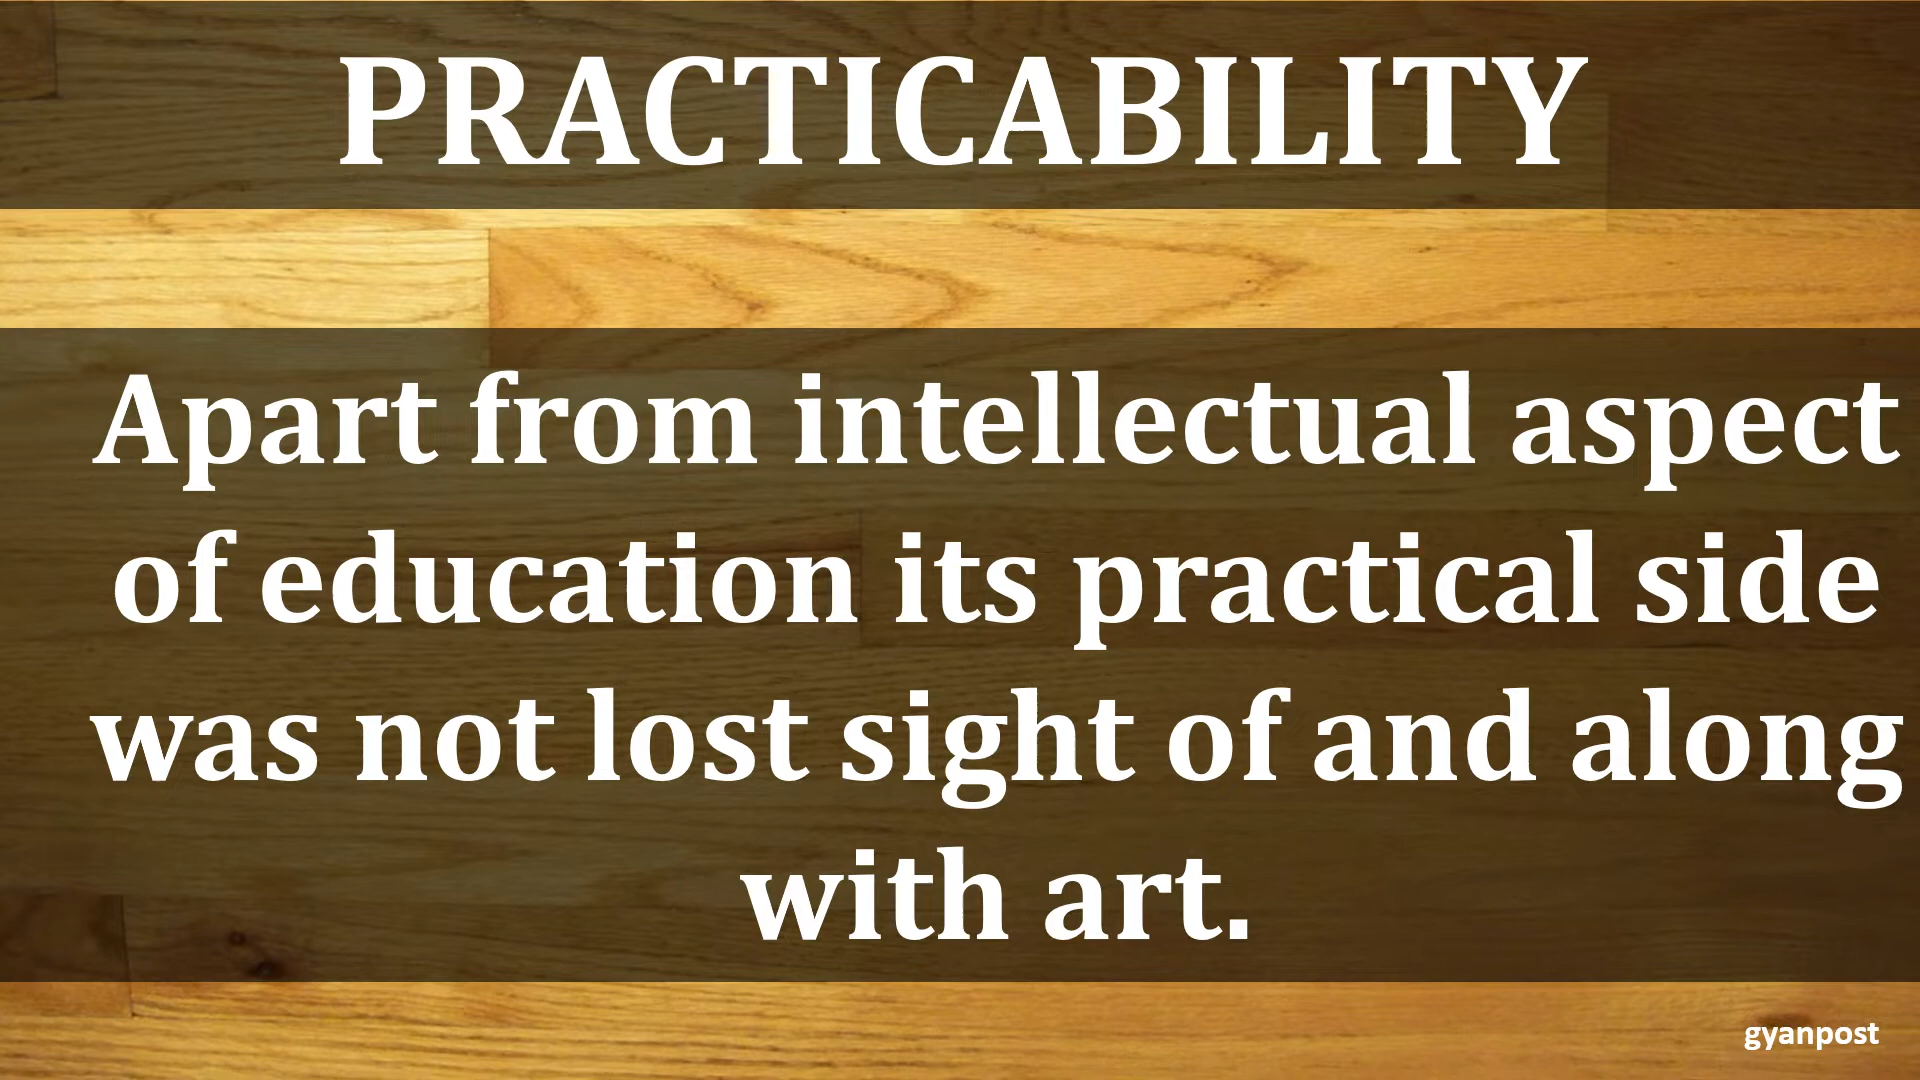 PRACTICABILITY
Apart from intellectual aspect
of education its practical side
was not lost sight of and along
with art.
gyanpost